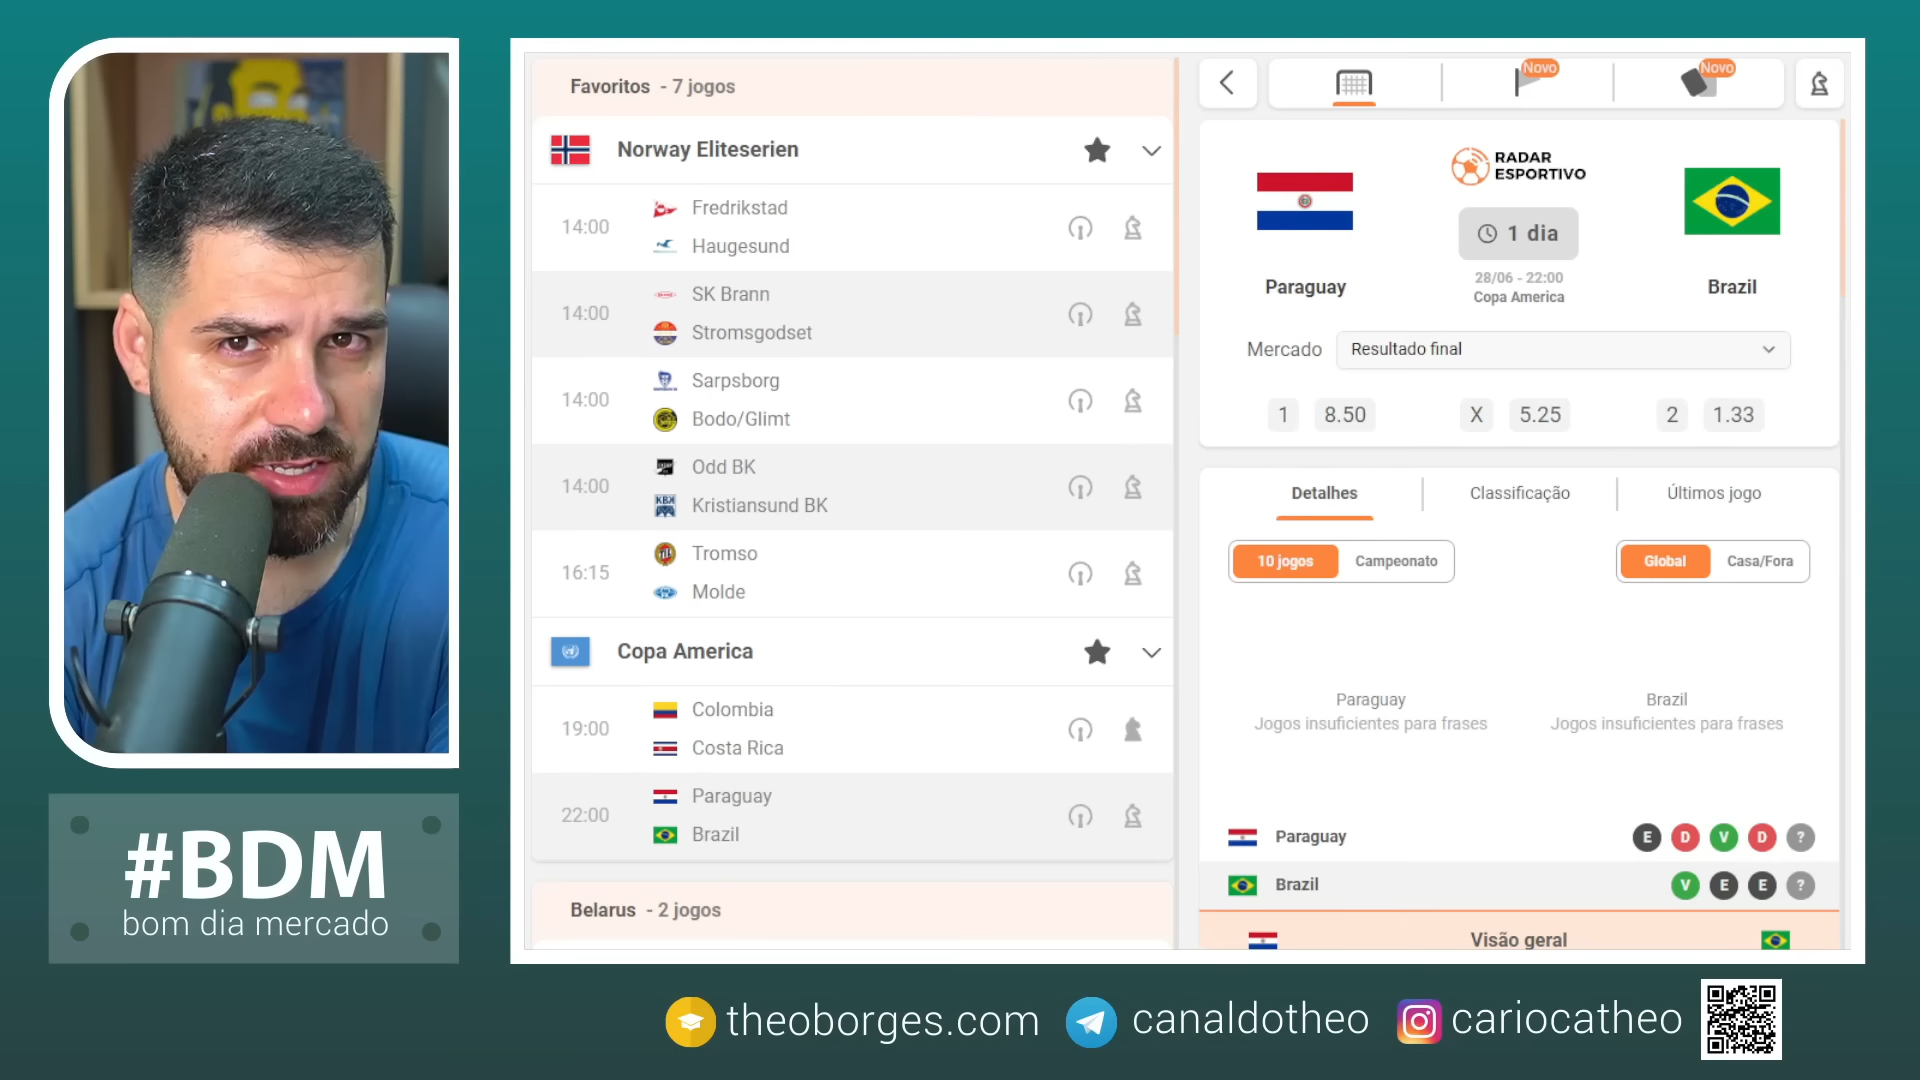 Favoritos - 7 jogos
Norway Eliteserien
14:00
Fredrikstad
Haugesund
14:00
SK Brann
Stromsgodset
14:00
Sarpsborg
Bodo/Glimt
14:00
Odd BK
Kristiansund BK
16:15
Tromso
Molde
Copa America
19:00
Colombia
Costa Rica
22:00
Paraguay
Brazil
Belarus - 2 jogos
Novo
Novo
RADAR
ESPORTIVO
1 dia
28/06 - 22:00
Copa America
Paraguay
Brazil
Mercado
Resultado final
1 8.50 X 5.25 2 1.33
Detalhes
Classificação
Últimos jogo
10 jogos
Campeonato
Global
Casa/Fora
Paraguay
Jogos insuficientes para frases
Brazil
Jogos insuficientes para frases
Paraguay E D V D ?
Brazil V E E ?
Visão geral
#BDM
bom dia mercado
theoborges.com
canaldotheo
cariocatheo